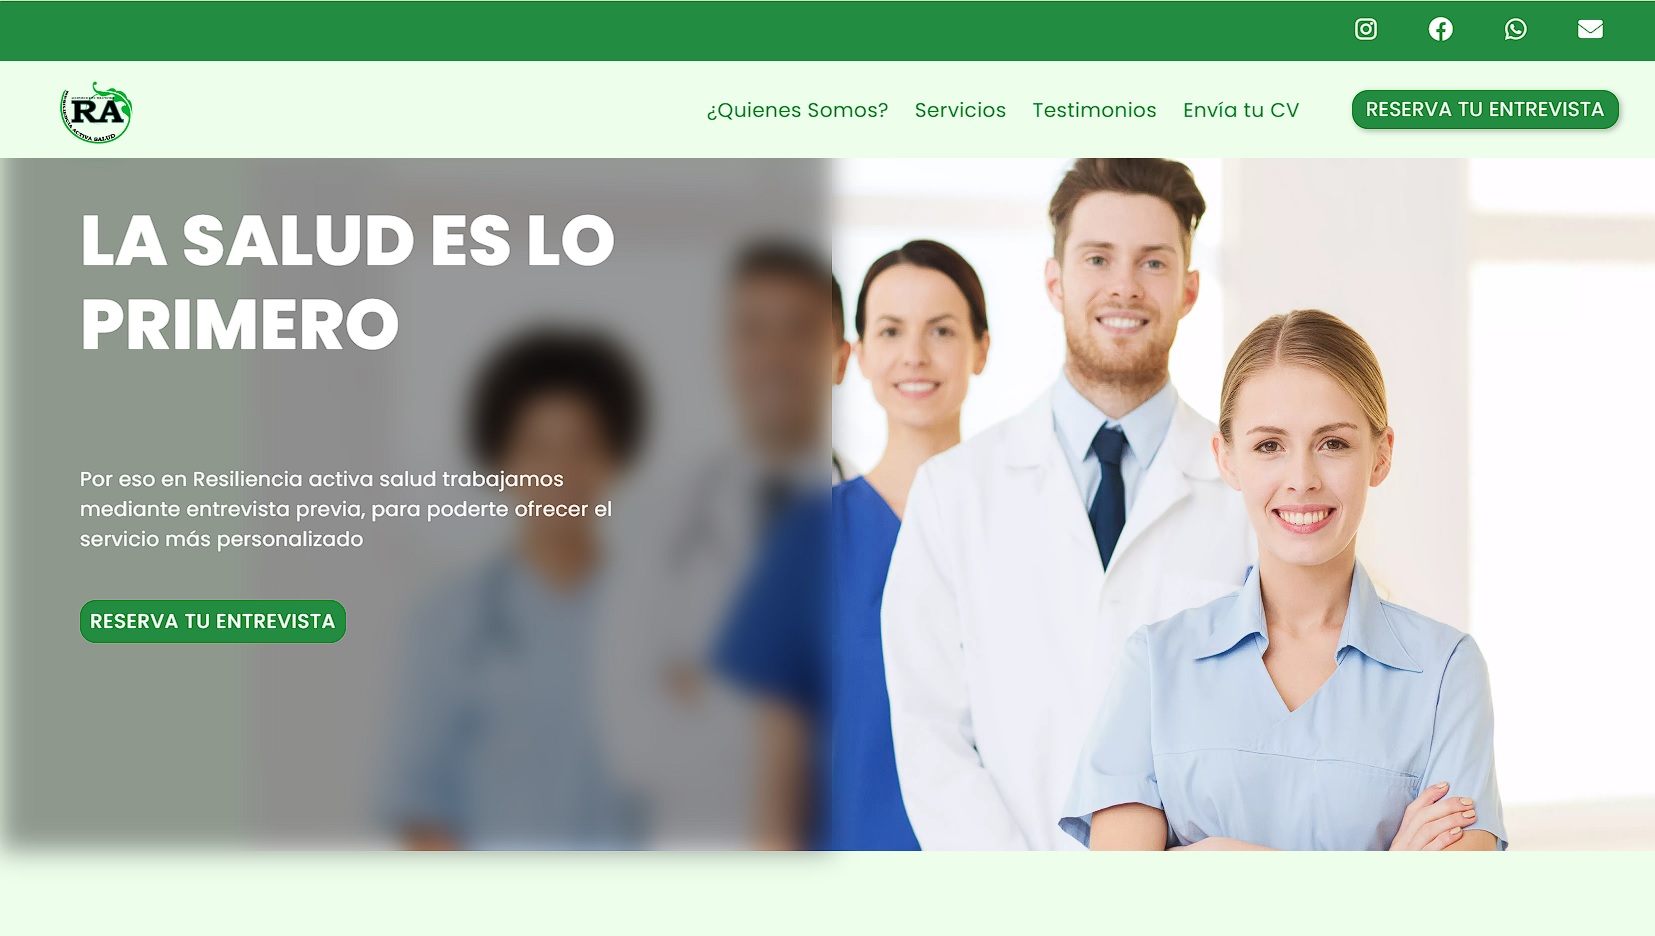 RA
RESILIENCIA ACTIVA SALUD
¿Quienes Somos? Servicios Testimonios Envía tu CV RESERVA TU ENTREVISTA
LA SALUD ES LO
PRIMERO
Por eso en Resiliencia activa salud trabajamos
mediante entrevista previa, para poderte ofrecer el
servicio más personalizado
RESERVA TU ENTREVISTA